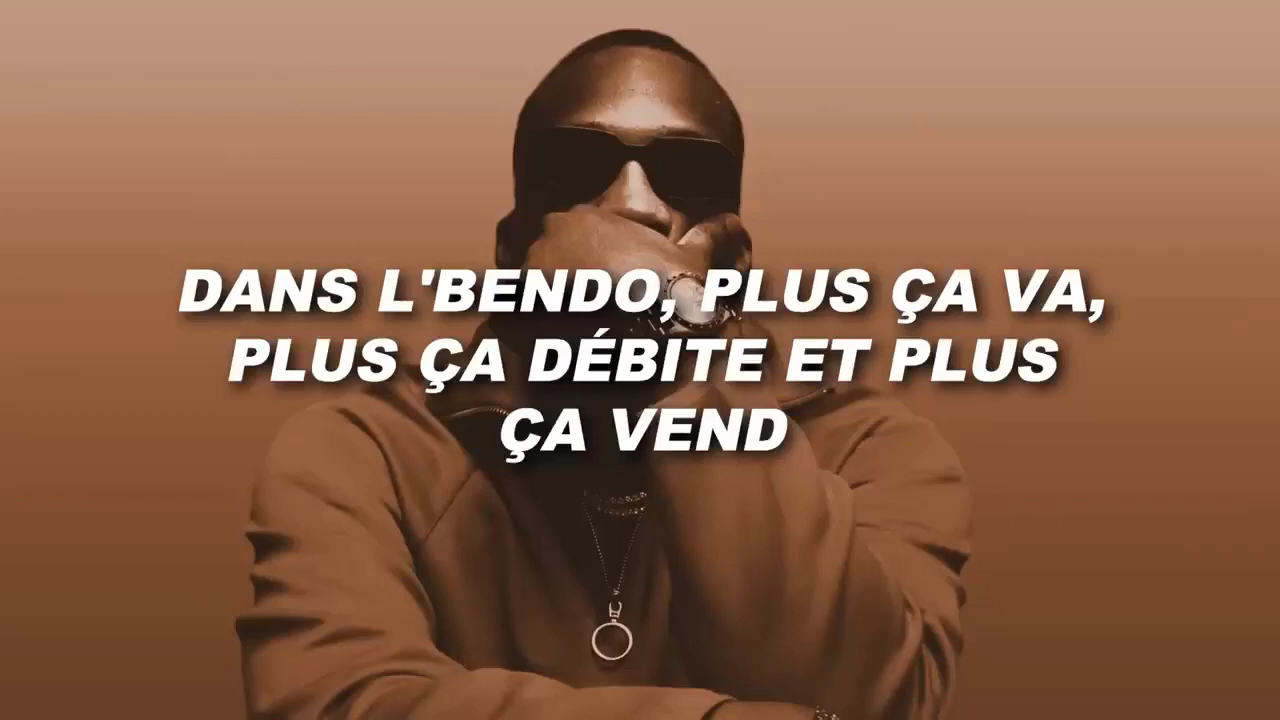 DANS L'BENDO, PLUS ÇA VA,
PLUS ÇA DÉBITE ET PLUS
ÇA VEND